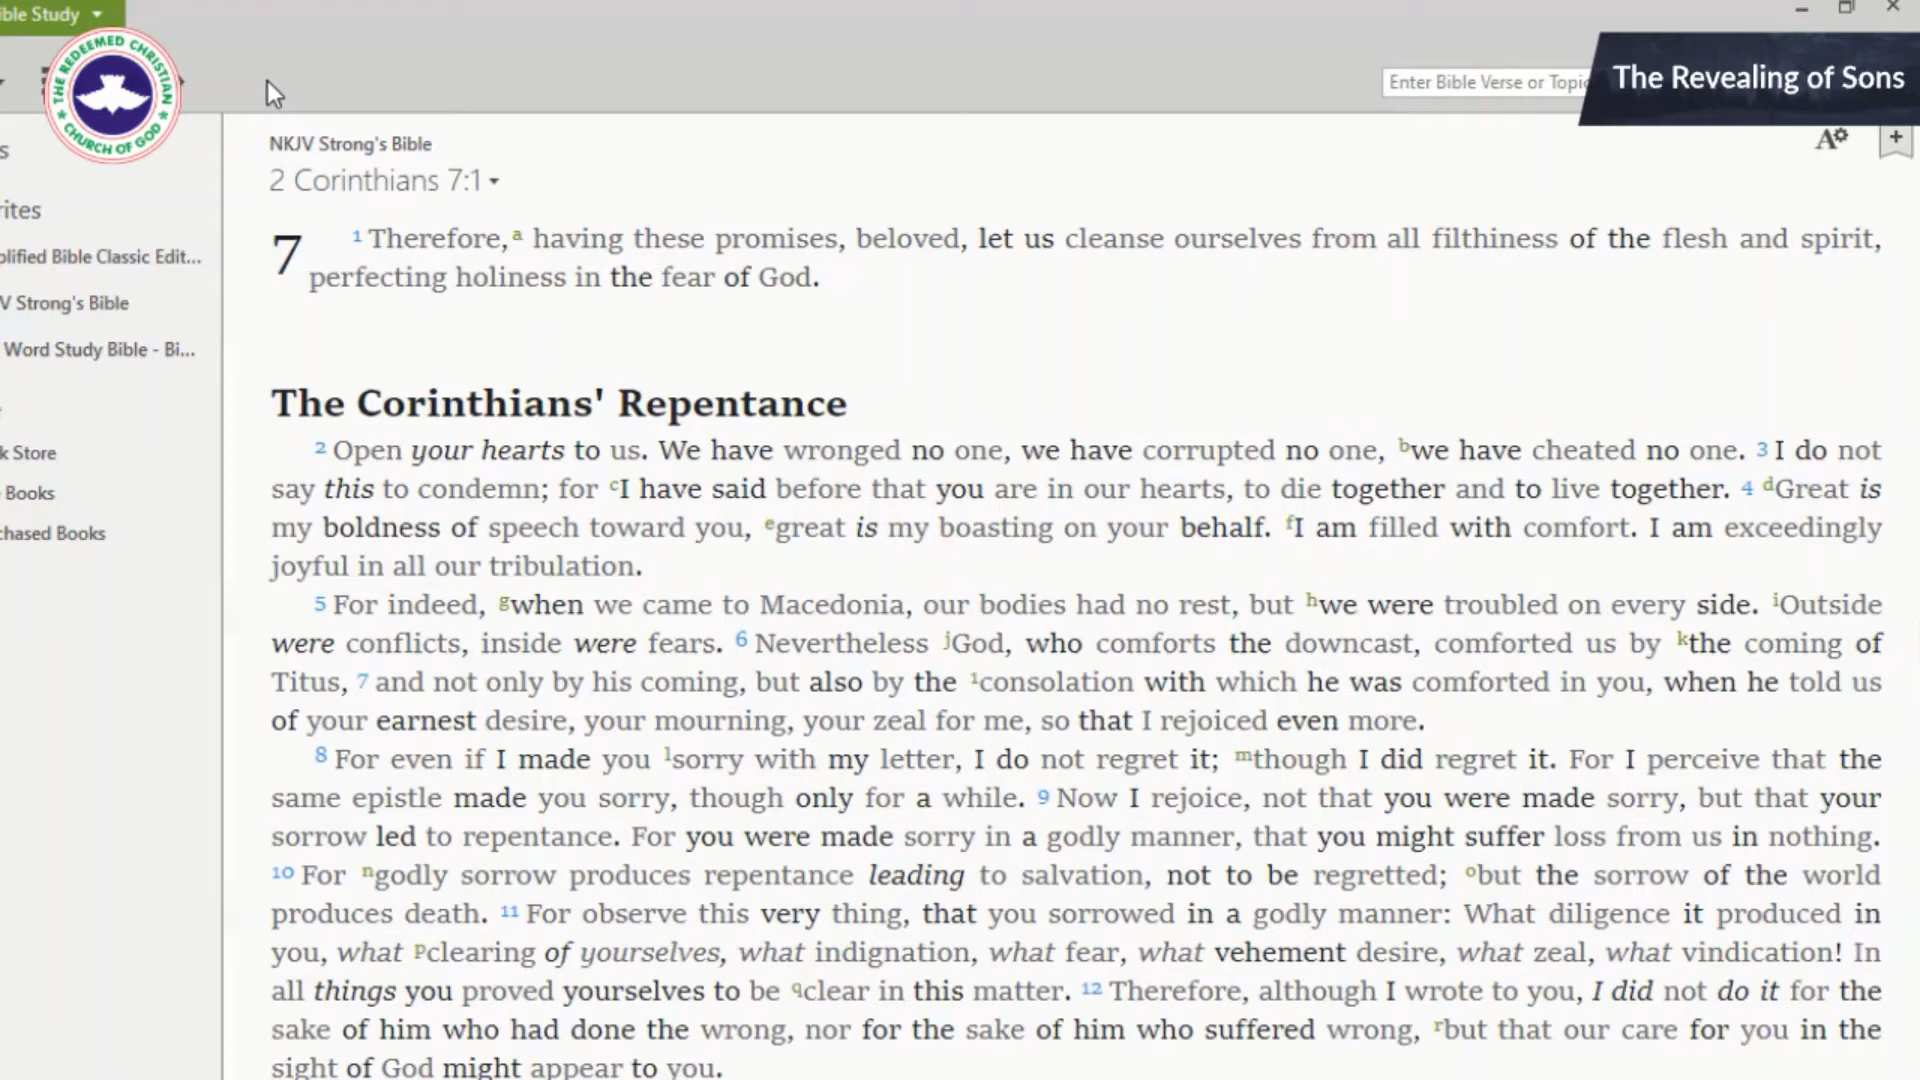 ible Study
THE REDEEMED CHRISTIAN
CHURCH OF GOD
Enter Bible Verse or Topic
The Revealing of Sons
s
rites
plified Bible Classic Edit...
V Strong's Bible
Word Study Bible - Bi...
k Store
Books
chased Books
NKJV Strong's Bible
2 Corinthians 7:1
7 1 Therefore,a having these promises, beloved, let us cleanse ourselves from all filthiness of the flesh and spirit,
perfecting holiness in the fear of God.
The Corinthians' Repentance
2 Open your hearts to us. We have wronged no one, we have corrupted no one, bwe have cheated no one. 3 I do not
say this to condemn; for cI have said before that you are in our hearts, to die together and to live together. 4 dGreat is
my boldness of speech toward you, egreat is my boasting on your behalf. fI am filled with comfort. I am exceedingly
joyful in all our tribulation.
5 For indeed, gwhen we came to Macedonia, our bodies had no rest, but hwe were troubled on every side. iOutside
were conflicts, inside were fears. 6 Nevertheless jGod, who comforts the downcast, comforted us by kthe coming of
Titus, 7 and not only by his coming, but also by the 1consolation with which he was comforted in you, when he told us
of your earnest desire, your mourning, your zeal for me, so that I rejoiced even more.
8 For even if I made you lsorry with my letter, I do not regret it; mthough I did regret it. For I perceive that the
same epistle made you sorry, though only for a while. 9 Now I rejoice, not that you were made sorry, but that your
sorrow led to repentance. For you were made sorry in a godly manner, that you might suffer loss from us in nothing.
10 For ngodly sorrow produces repentance leading to salvation, not to be regretted; obut the sorrow of the world
produces death. 11 For observe this very thing, that you sorrowed in a godly manner: What diligence it produced in
you, what pclearing of yourselves, what indignation, what fear, what vehement desire, what zeal, what vindication! In
all things you proved yourselves to be qclear in this matter. 12 Therefore, although I wrote to you, I did not do it for the
sake of him who had done the wrong, nor for the sake of him who suffered wrong, rbut that our care for you in the
sight of God might appear to you.